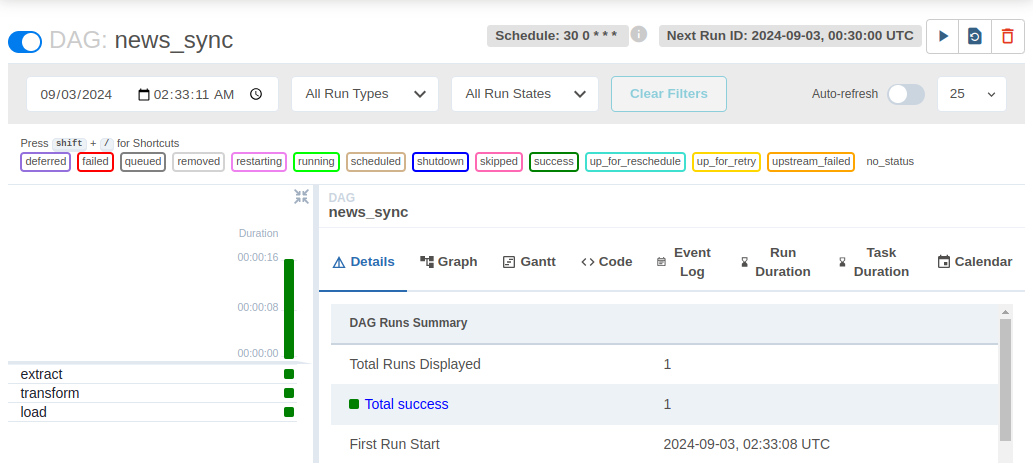 DAG: news_sync
Schedule: 30 0 * * *
Next Run ID: 2024-09-03, 00:30:00 UTC
09/03/2024 02:33:11 AM
All Run Types
All Run States
Clear Filters
Auto-refresh
25
Press shift + / for Shortcuts
deferred failed queued removed restarting running scheduled shutdown skipped success up_for_reschedule up_for_retry upstream_failed no_status
DAG
news_sync
Duration
00:00:16
00:00:08
00:00:00
extract
transform
load
Details
Graph
Gantt
Code
Event
Log
Run
Duration
Task
Duration
Calendar
DAG Runs Summary
Total Runs Displayed 1
Total success 1
First Run Start 2024-09-03, 02:33:08 UTC